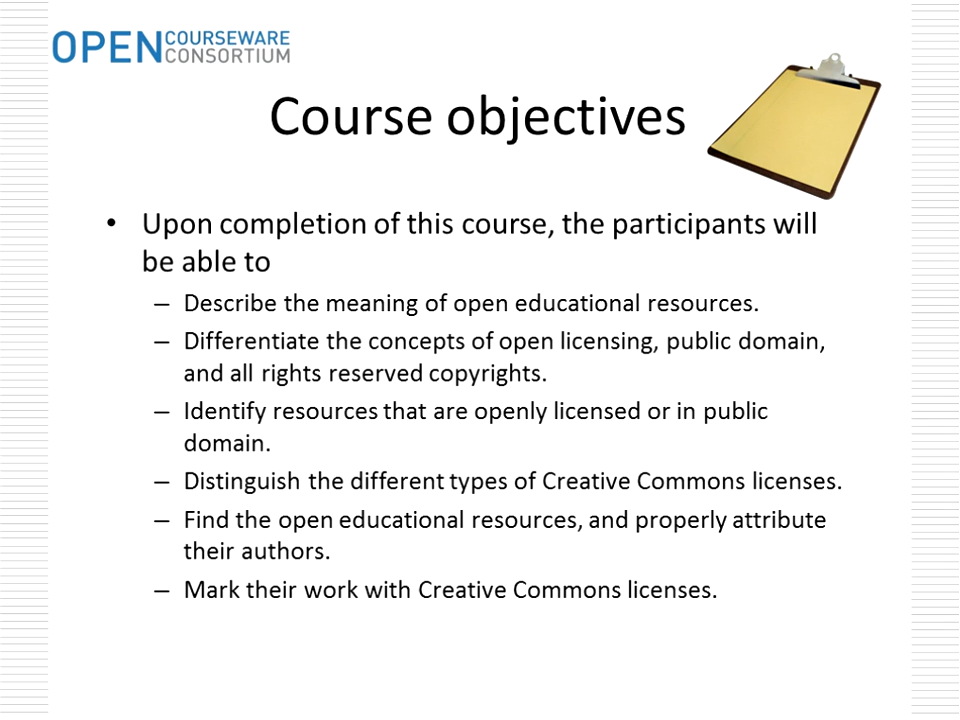 OPEN COURSEWARE
CONSORTIUM
Course objectives
• Upon completion of this course, the participants will
be able to
– Describe the meaning of open educational resources.
– Differentiate the concepts of open licensing, public domain,
and all rights reserved copyrights.
– Identify resources that are openly licensed or in public
domain.
– Distinguish the different types of Creative Commons licenses.
– Find the open educational resources, and properly attribute
their authors.
– Mark their work with Creative Commons licenses.